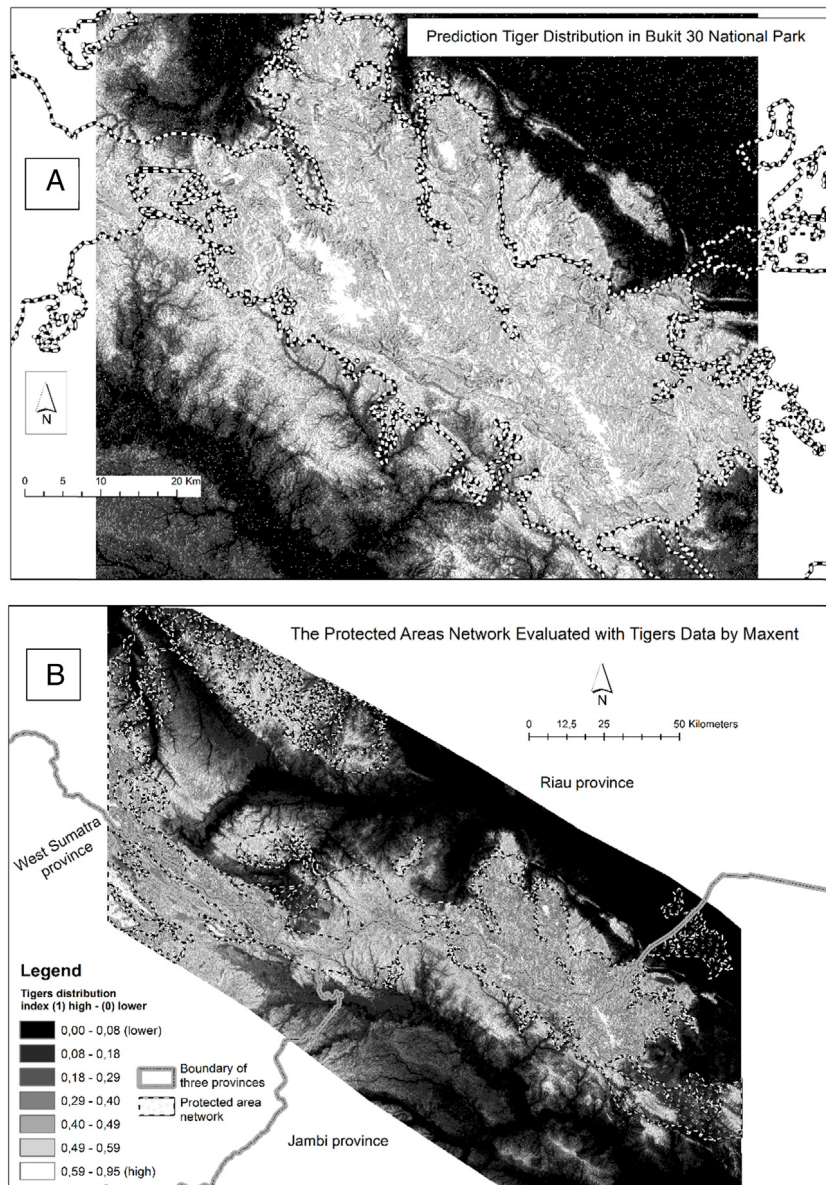 Prediction Tiger Distribution in Bukit 30 National Park
A
N
0 5 10 20 Km
B
The Protected Areas Network Evaluated with Tigers Data by Maxent
N
0 12,5 25 50 Kilometers
Riau province
West Sumatra
province
Legend
Tigers distribution
index (1) high - (0) lower
0,00 - 0,08 (lower)
0,08 - 0,18
0,18 - 0,29
0,29 - 0,40
0,40 - 0,49
0,49 - 0,59
0,59 - 0,95 (high)
Boundary of
three provinces
Protected area
network
Jambi province